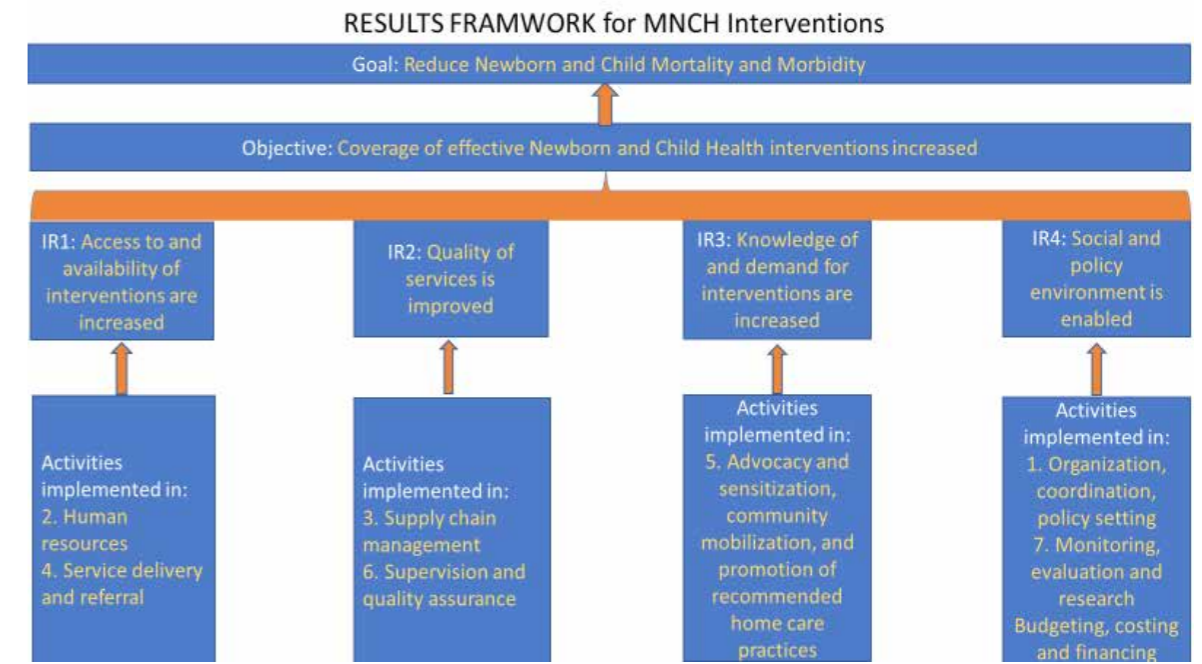 RESULTS FRAMWORK for MNCH Interventions
Goal: Reduce Newborn and Child Mortality and Morbidity
Objective: Coverage of effective Newborn and Child Health interventions increased
IR1: Access to and
availability of
interventions are
increased
IR2: Quality of
services is
improved
IR3: Knowledge of
and demand for
interventions are
increased
IR4: Social and
policy
environment is
enabled
Activities
implemented in:
2. Human
resources
4. Service delivery
and referral
Activities
implemented in:
3. Supply chain
management
6. Supervision and
quality assurance
Activities
implemented in:
5. Advocacy and
sensitization,
community
mobilization, and
promotion of
recommended
home care
practices
Activities
implemented in:
1. Organization,
coordination,
policy setting
7. Monitoring,
evaluation and
research
Budgeting, costing
and financing